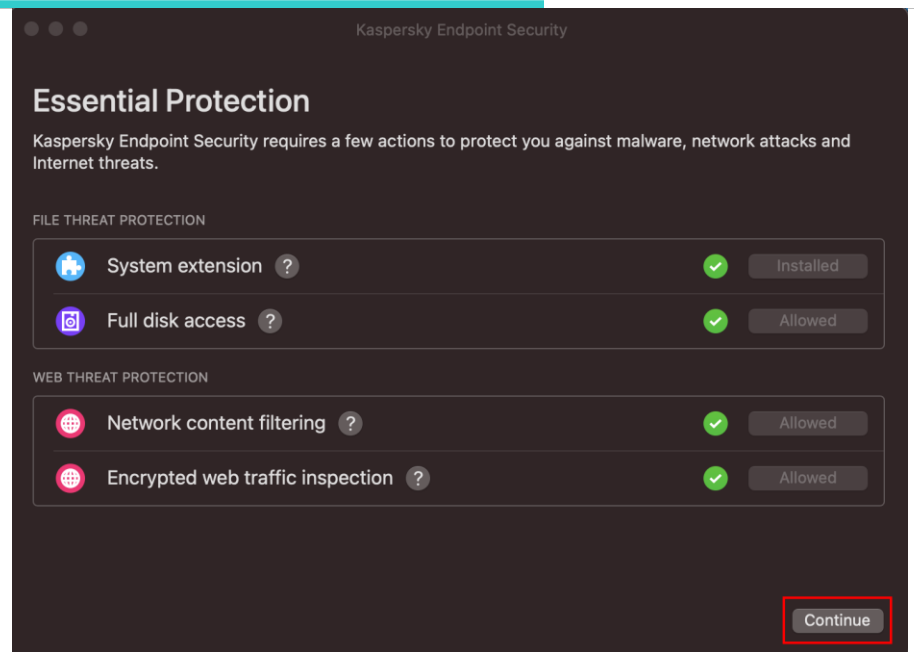 Kaspersky Endpoint Security
Essential Protection
Kaspersky Endpoint Security requires a few actions to protect you against malware, network attacks and
Internet threats.
FILE THREAT PROTECTION
System extension ? Installed
Full disk access ? Allowed
WEB THREAT PROTECTION
Network content filtering ? Allowed
Encrypted web traffic inspection ? Allowed
Continue